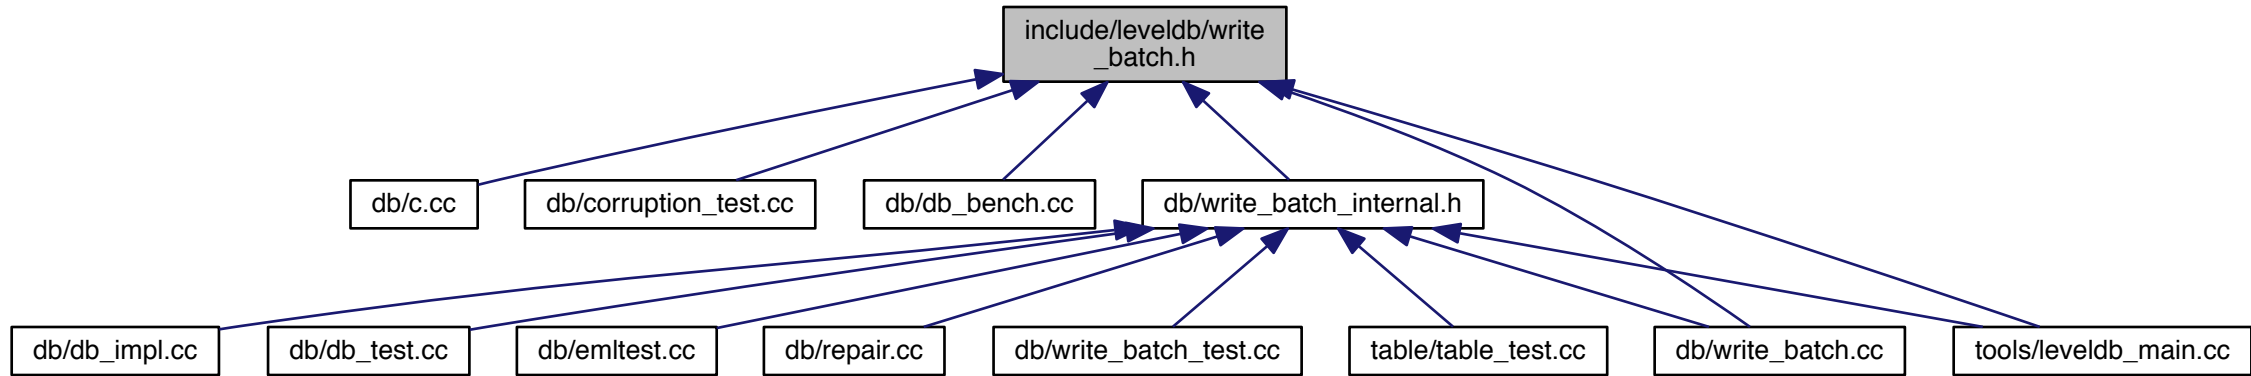 include/leveldb/write
_batch.h
db/c.cc
db/corruption_test.cc
db/db_bench.cc
db/write_batch_internal.h
db/db_impl.cc
db/db_test.cc
db/emltest.cc
db/repair.cc
db/write_batch_test.cc
table/table_test.cc
db/write_batch.cc
tools/leveldb_main.cc